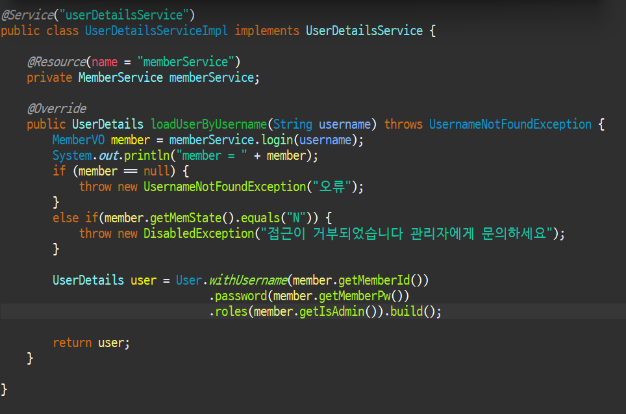 @Service("userDetailsService")
public class UserDetailsServiceImpl implements UserDetailsService {
@Resource(name = "memberService")
private MemberService memberService;
@Override
public UserDetails loadUserByUsername(String username) throws UsernameNotFoundException {
MemberVO member = memberService.login(username);
System.out.println("member = " + member);
if (member == null) {
throw new UsernameNotFoundException("오류");
}
else if(member.getMemState().equals("N")) {
throw new DisabledException("접근이 거부되었습니다 관리자에게 문의하세요");
}
UserDetails user = User.withUsername(member.getMemberId())
.password(member.getMemberPw())
.roles(member.getIsAdmin()).build();
return user;
}
}